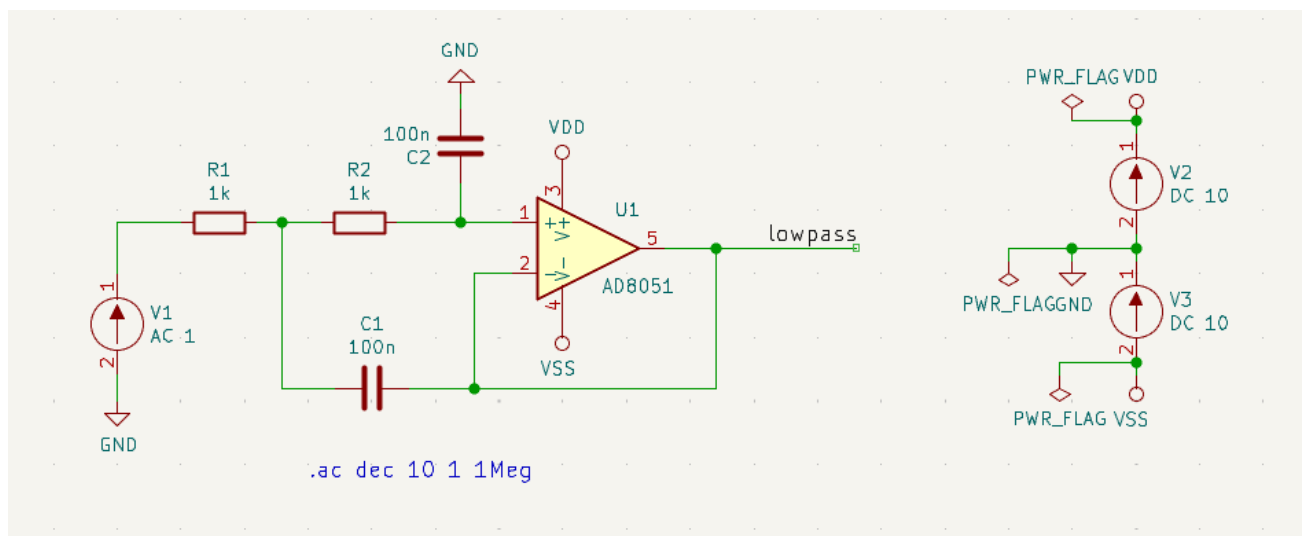 GND
PWR_FLAG VDD
100n
C2
VDD
R1
1k
R2
1k
3
1
V2
DC 10
2
1
+
V+
U1
5
lowpass
2
-
V-
AD8051
4
VSS
1
V1
AC 1
2
GND
C1
100n
PWR_FLAG GND
1
V3
DC 10
2
PWR_FLAG VSS
.ac dec 10 1 1Meg